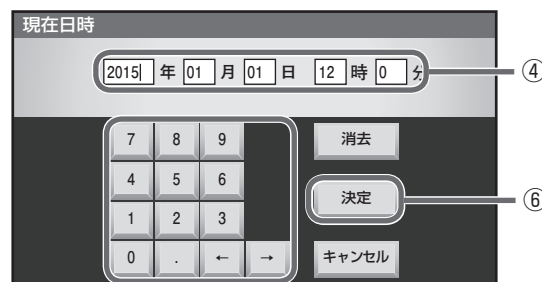 現在日時
2015 年 01 月 01 日 12 時 0 分
④
7 8 9 消去
4 5 6
決定 ⑥
1 2 3
0 . ← → キャンセル